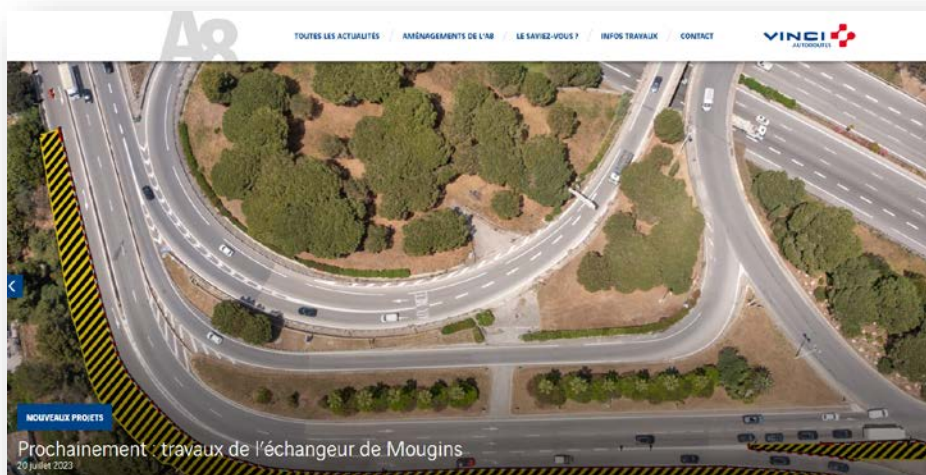 A8
TOUTES LES ACTUALITÉS
AMÉNAGEMENTS DE L'A8
LE SAVIEZ-VOUS ?
INFOS TRAVAUX
CONTACT
VINCI
AUTOROUTES
NOUVEAUX PROJETS
Prochainement : travaux de l'échangeur de Mougins
20 juillet 2023